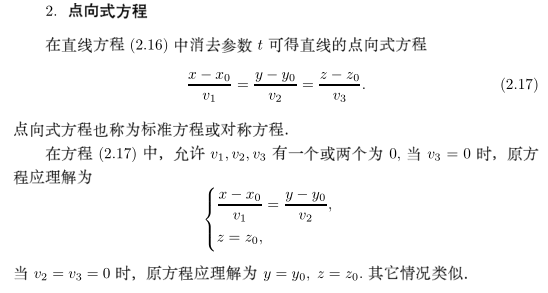 2. 点向式方程
在直线方程 (2.16) 中消去参数 t 可得直线的点向式方程
\frac{x-x_0}{v_1} = \frac{y-y_0}{v_2} = \frac{z-z_0}{v_3}. (2.17)
点向式方程也称为标准方程或对称方程.
在方程 (2.17) 中，允许 v_1, v_2, v_3 有一个或两个为 0, 当 v_3 = 0 时，原方
程应理解为
\begin{cases} \frac{x-x_0}{v_1} = \frac{y-y_0}{v_2}, \\ z = z_0, \end{cases}
当 v_2 = v_3 = 0 时，原方程应理解为 y = y_0, z = z_0. 其它情况类似.